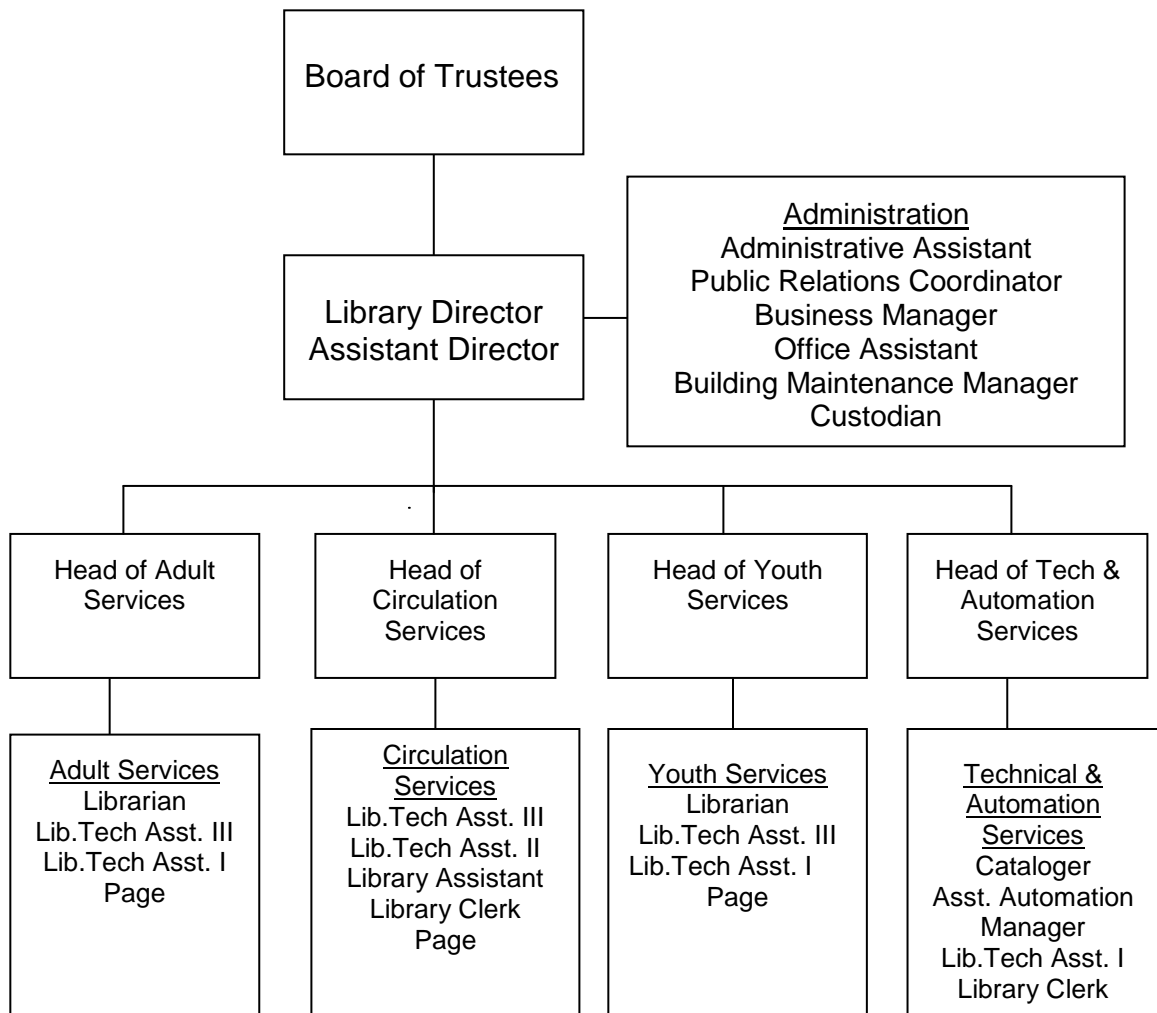 Board of Trustees
Administration
Administrative Assistant
Public Relations Coordinator
Business Manager
Office Assistant
Building Maintenance Manager
Custodian
Library Director
Assistant Director
Head of Adult
Services
Head of
Circulation
Services
Head of Youth
Services
Head of Tech &
Automation
Services
Adult Services
Librarian
Lib.Tech Asst. III
Lib.Tech Asst. I
Page
Circulation
Services
Lib.Tech Asst. III
Lib.Tech Asst. II
Library Assistant
Library Clerk
Page
Youth Services
Librarian
Lib.Tech Asst. III
Lib.Tech Asst. I
Page
Technical &
Automation
Services
Cataloger
Asst. Automation
Manager
Lib.Tech Asst. I
Library Clerk